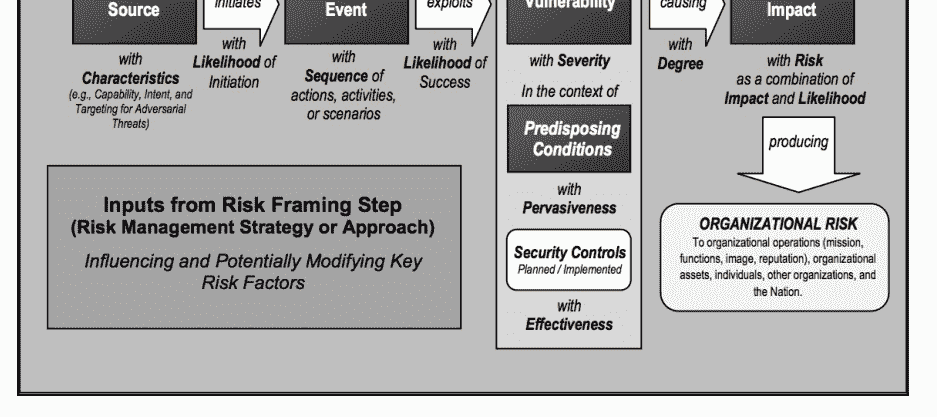 Source
initiates
Event
exploits
Vulnerability
causing
Impact
with
Characteristics
(e.g., Capability, Intent, and
Targeting for Adversarial
Threats)
with
Likelihood of
Initiation
with
Sequence of
actions, activities,
or scenarios
with
Likelihood of
Success
with Severity
In the context of
Predisposing
Conditions
with
Pervasiveness
Security Controls
Planned / Implemented
with
Effectiveness
with
Degree
with Risk
as a combination of
Impact and Likelihood
producing
ORGANIZATIONAL RISK
To organizational operations (mission,
functions, image, reputation), organizational
assets, individuals, other organizations, and
the Nation.
Inputs from Risk Framing Step
(Risk Management Strategy or Approach)
Influencing and Potentially Modifying Key
Risk Factors